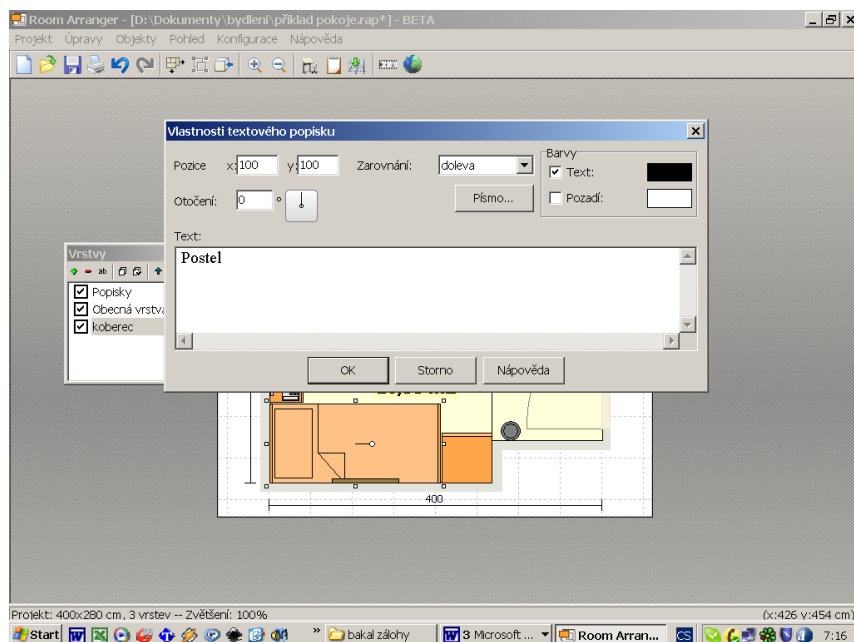 Room Arranger - [D:\Dokumenty\bydlení\příklad pokoje.rap*] - BETA
Projekt Úpravy Objekty Pohled Konfigurace Nápověda
Vlastnosti textového popisku
Pozice x: 100 y: 100 Zarovnání: doleva
Barvy
Text:
Otočení: 0 ° Písmo... Pozadí:
Text:
Postel
Vrstvy
ab
Popisky
Obecná vrstva
koberec
OK Storno Nápověda
400
Projekt: 400x280 cm, 3 vrstev -- Zvětšení: 100% (x:426 y:454 cm)
Start » bakal zálohy 3 Microsoft ... Room Arran... CS 7:16